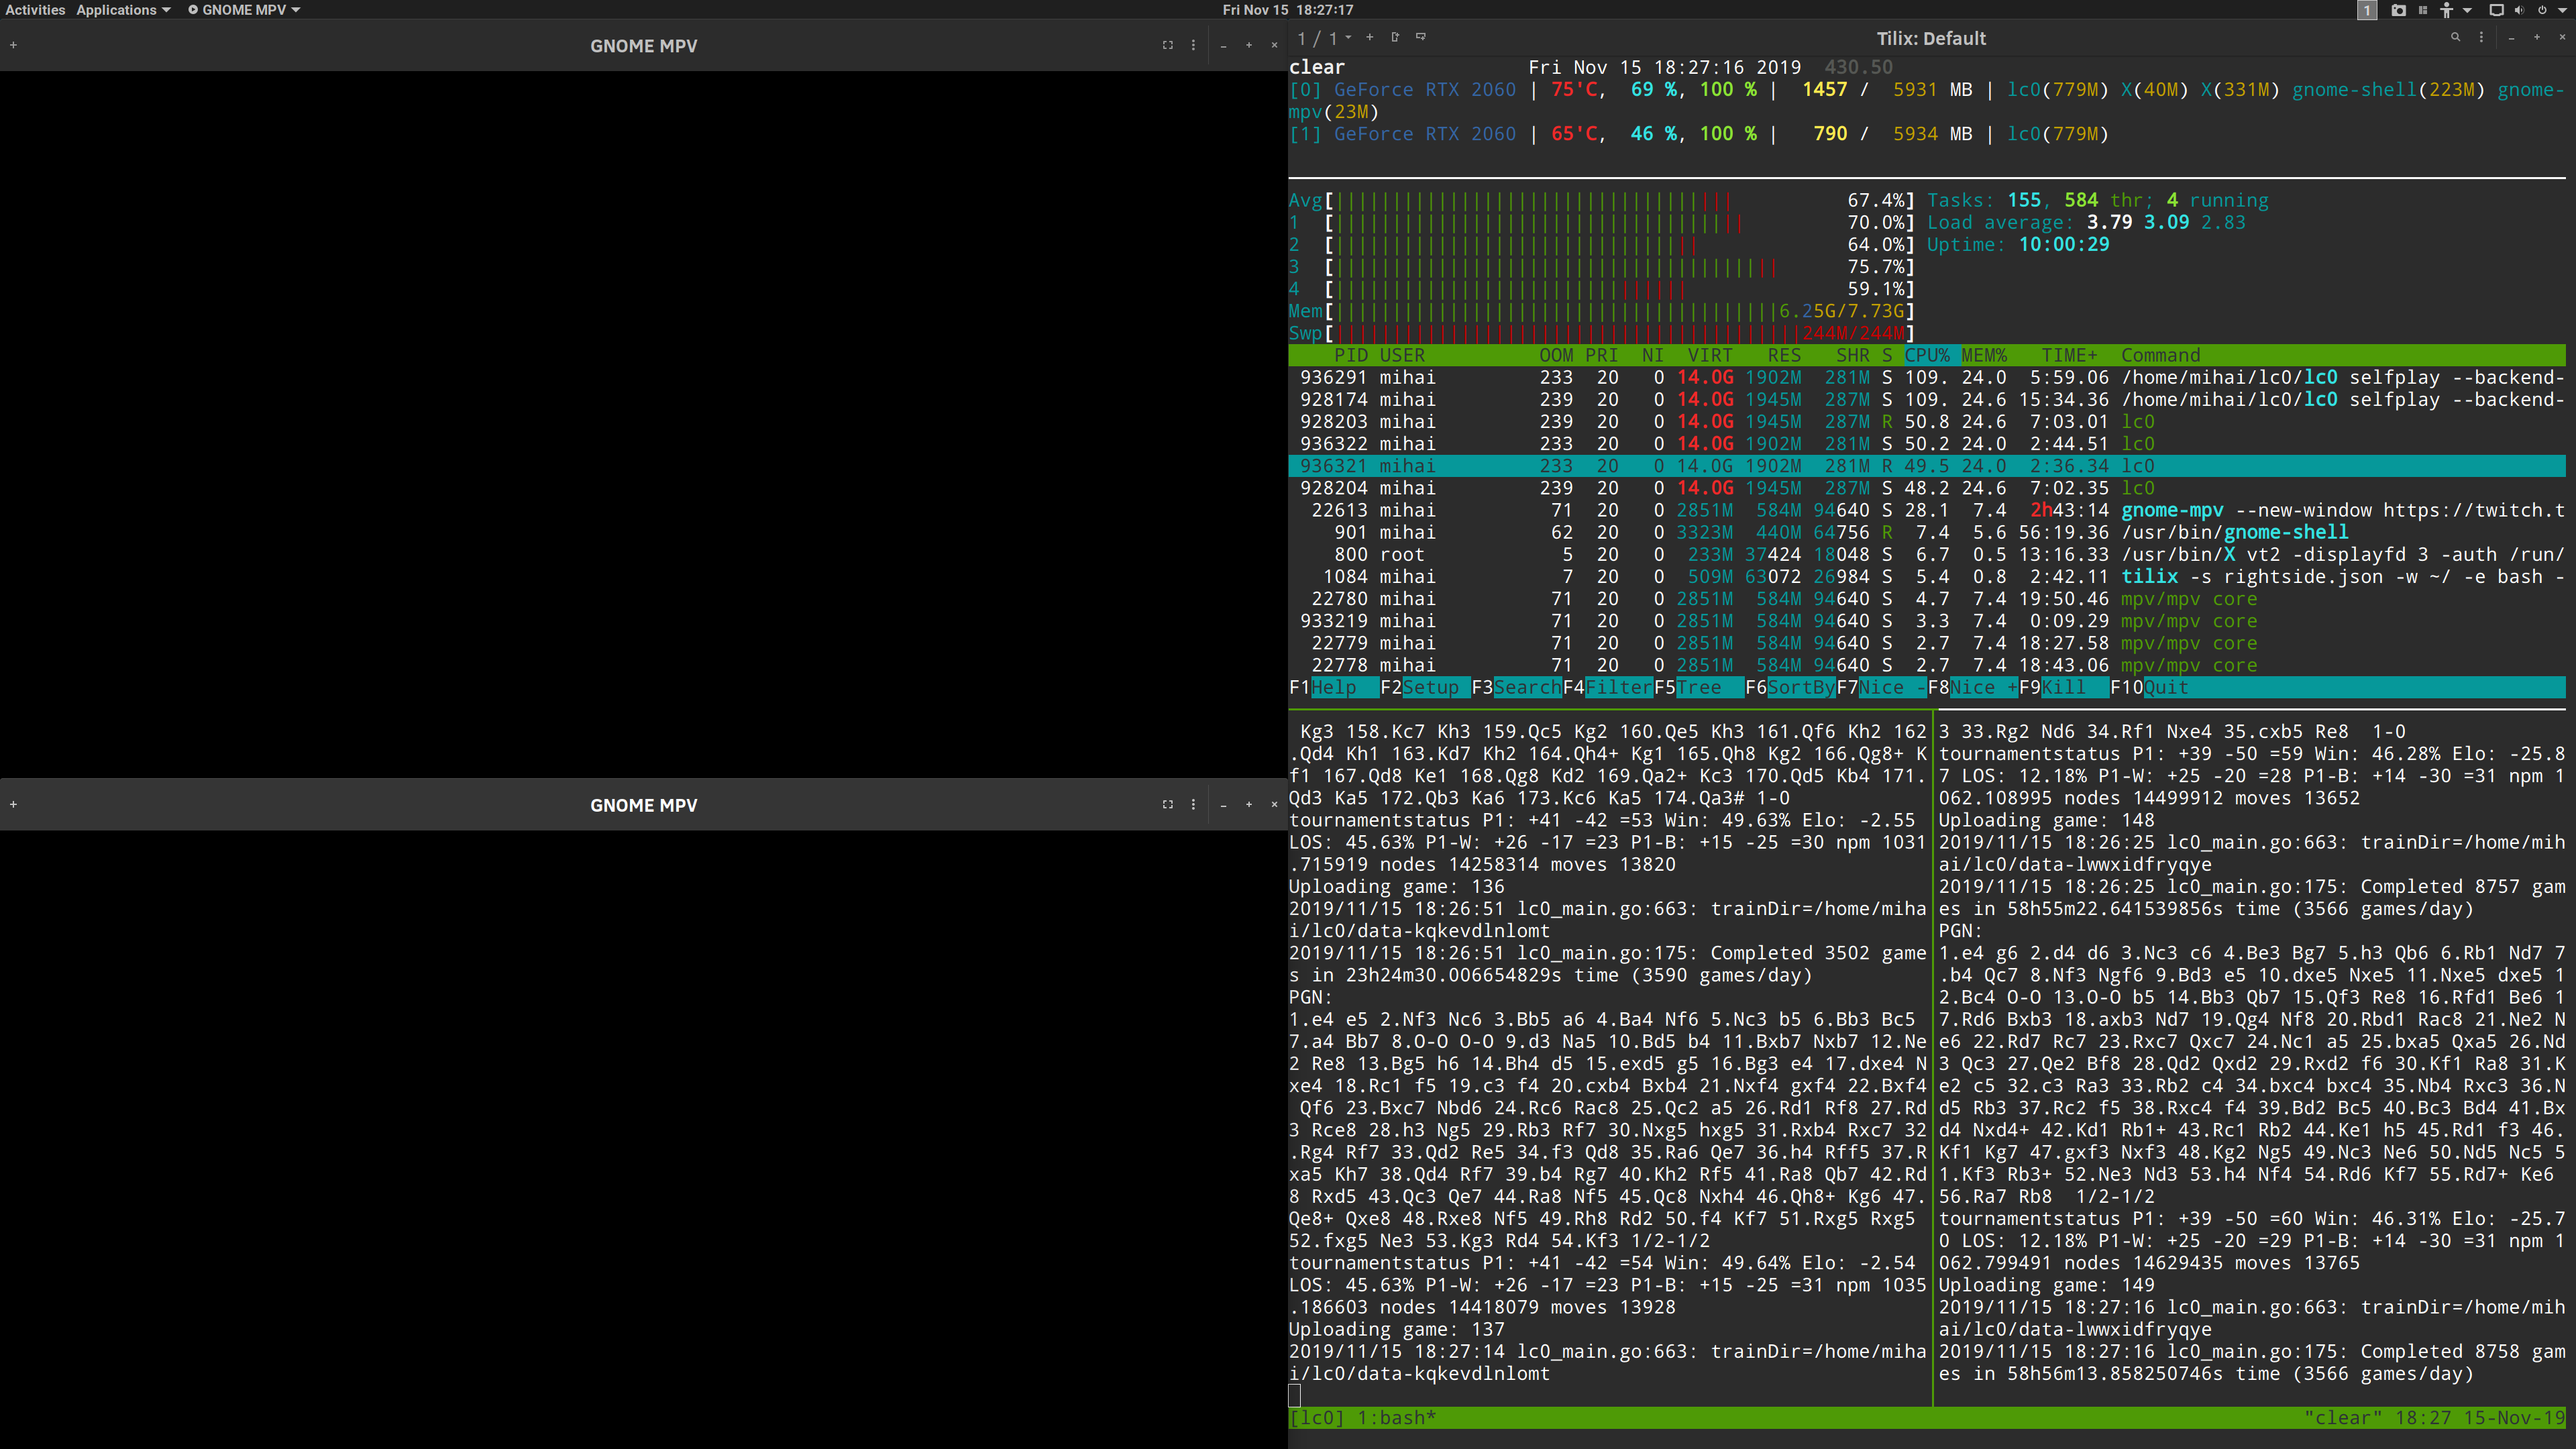 Activities Applications GNOME MPV Fri Nov 15 18:27:17 1
GNOME MPV
GNOME MPV
1 / 1 Tilix: Default
clear Fri Nov 15 18:27:16 2019 430.50
[0] GeForce RTX 2060 | 75'C, 69 %, 100 % | 1457 / 5931 MB | lc0(779M) X(40M) X(331M) gnome-shell(223M) gnome-
mpv(23M)
[1] GeForce RTX 2060 | 65'C, 46 %, 100 % | 790 / 5934 MB | lc0(779M)
Avg[ 67.4%] Tasks: 155, 584 thr; 4 running
1 [ 70.0%] Load average: 3.79 3.09 2.83
2 [ 64.0%] Uptime: 10:00:29
3 [ 75.7%]
4 [ 59.1%]
Mem[ 6.25G/7.73G]
Swp[ 244M/244M]
PID USER OOM PRI NI VIRT RES SHR S CPU% MEM% TIME+ Command
936291 mihai 233 20 0 14.0G 1902M 281M S 109. 24.0 5:59.06 /home/mihai/lc0/lc0 selfplay --backend-
928174 mihai 239 20 0 14.0G 1945M 287M S 109. 24.6 15:34.36 /home/mihai/lc0/lc0 selfplay --backend-
928203 mihai 239 20 0 14.0G 1945M 287M R 50.8 24.6 7:03.01 lc0
936322 mihai 233 20 0 14.0G 1902M 281M S 50.2 24.0 2:44.51 lc0
936321 mihai 233 20 0 14.0G 1902M 281M R 49.5 24.0 2:36.34 lc0
928204 mihai 239 20 0 14.0G 1945M 287M S 48.2 24.6 7:02.35 lc0
22613 mihai 71 20 0 2851M 584M 94640 S 28.1 7.4 2h43:14 gnome-mpv --new-window https://twitch.t
901 mihai 62 20 0 3323M 440M 64756 R 7.4 5.6 56:19.36 /usr/bin/gnome-shell
800 root 5 20 0 233M 37424 18048 S 6.7 0.5 13:16.33 /usr/bin/X vt2 -displayfd 3 -auth /run/
1084 mihai 7 20 0 509M 63072 26984 S 5.4 0.8 2:42.11 tilix -s rightside.json -w ~/ -e bash -
22780 mihai 71 20 0 2851M 584M 94640 S 4.7 7.4 19:50.46 mpv/mpv core
933219 mihai 71 20 0 2851M 584M 94640 S 3.3 7.4 0:09.29 mpv/mpv core
22779 mihai 71 20 0 2851M 584M 94640 S 2.7 7.4 18:27.58 mpv/mpv core
22778 mihai 71 20 0 2851M 584M 94640 S 2.7 7.4 18:43.06 mpv/mpv core
F1Help F2Setup F3SearchF4FilterF5Tree F6SortByF7Nice -F8Nice +F9Kill F10Quit
Kg3 158.Kc7 Kh3 159.Qc5 Kg2 160.Qe5 Kh3 161.Qf6 Kh2 162
.Qd4 Kh1 163.Kd7 Kh2 164.Qh4+ Kg1 165.Qh8 Kg2 166.Qg8+ K
f1 167.Qd8 Ke1 168.Qg8 Kd2 169.Qa2+ Kc3 170.Qd5 Kb4 171.
Qd3 Ka5 172.Qb3 Ka6 173.Kc6 Ka5 174.Qa3# 1-0
tournamentstatus P1: +41 -42 =53 Win: 49.63% Elo: -2.55
LOS: 45.63% P1-W: +26 -17 =23 P1-B: +15 -25 =30 npm 1031
.715919 nodes 14258314 moves 13820
Uploading game: 136
2019/11/15 18:26:51 lc0_main.go:663: trainDir=/home/miha
i/lc0/data-kqkevdlnlomt
2019/11/15 18:26:51 lc0_main.go:175: Completed 3502 game
s in 23h24m30.006654829s time (3590 games/day)
PGN:
1.e4 e5 2.Nf3 Nc6 3.Bb5 a6 4.Ba4 Nf6 5.Nc3 b5 6.Bb3 Bc5
7.a4 Bb7 8.O-O O-O 9.d3 Na5 10.Bd5 b4 11.Bxb7 Nxb7 12.Ne
2 Re8 13.Bg5 h6 14.Bh4 d5 15.exd5 g5 16.Bg3 e4 17.dxe4 N
xe4 18.Rc1 f5 19.c3 f4 20.cxb4 Bxb4 21.Nxf4 gxf4 22.Bxf4
Qf6 23.Bxc7 Nbd6 24.Rc6 Rac8 25.Qc2 a5 26.Rd1 Rf8 27.Rd
3 Rce8 28.h3 Ng5 29.Rb3 Rf7 30.Nxg5 hxg5 31.Rxb4 Rxc7 32
.Rg4 Rf7 33.Qd2 Re5 34.f3 Qd8 35.Ra6 Qe7 36.h4 Rff5 37.R
xa5 Kh7 38.Qd4 Rf7 39.b4 Rg7 40.Kh2 Rf5 41.Ra8 Qb7 42.Rd
8 Rxd5 43.Qc3 Qe7 44.Ra8 Nf5 45.Qc8 Nxh4 46.Qh8+ Kg6 47.
Qe8+ Qxe8 48.Rxe8 Nf5 49.Rh8 Rd2 50.f4 Kf7 51.Rxg5 Rxg5
52.fxg5 Ne3 53.Kg3 Rd4 54.Kf3 1/2-1/2
tournamentstatus P1: +41 -42 =54 Win: 49.64% Elo: -2.54
LOS: 45.63% P1-W: +26 -17 =23 P1-B: +15 -25 =31 npm 1035
.186603 nodes 14418079 moves 13928
Uploading game: 137
2019/11/15 18:27:14 lc0_main.go:663: trainDir=/home/miha
i/lc0/data-kqkevdlnlomt
3 33.Rg2 Nd6 34.Rf1 Nxe4 35.cxb5 Re8 1-0
tournamentstatus P1: +39 -50 =59 Win: 46.28% Elo: -25.8
7 LOS: 12.18% P1-W: +25 -20 =28 P1-B: +14 -30 =31 npm 1
062.108995 nodes 14499912 moves 13652
Uploading game: 148
2019/11/15 18:26:25 lc0_main.go:663: trainDir=/home/mih
ai/lc0/data-lwwxidfryqye
2019/11/15 18:26:25 lc0_main.go:175: Completed 8757 gam
es in 58h55m22.641539856s time (3566 games/day)
PGN:
1.e4 g6 2.d4 d6 3.Nc3 c6 4.Be3 Bg7 5.h3 Qb6 6.Rb1 Nd7 7
.b4 Qc7 8.Nf3 Ngf6 9.Bd3 e5 10.dxe5 Nxe5 11.Nxe5 dxe5 1
2.Bc4 O-O 13.O-O b5 14.Bb3 Qb7 15.Qf3 Re8 16.Rfd1 Be6 1
7.Rd6 Bxb3 18.axb3 Nd7 19.Qg4 Nf8 20.Rbd1 Rac8 21.Ne2 N
e6 22.Rd7 Rc7 23.Rxc7 Qxc7 24.Nc1 a5 25.bxa5 Qxa5 26.Nd
3 Qc3 27.Qe2 Bf8 28.Qd2 Qxd2 29.Rxd2 f6 30.Kf1 Ra8 31.K
e2 c5 32.c3 Ra3 33.Rb2 c4 34.bxc4 bxc4 35.Nb4 Rxc3 36.N
d5 Rb3 37.Rc2 f5 38.Rxc4 f4 39.Bd2 Bc5 40.Bc3 Bd4 41.Bx
d4 Nxd4+ 42.Kd1 Rb1+ 43.Rc1 Rb2 44.Ke1 h5 45.Rd1 f3 46.
Kf1 Kg7 47.gxf3 Nxf3 48.Kg2 Ng5 49.Nc3 Ne6 50.Nd5 Nc5 5
1.Kf3 Rb3+ 52.Ne3 Nd3 53.h4 Nf4 54.Rd6 Kf7 55.Rd7+ Ke6
56.Ra7 Rb8 1/2-1/2
tournamentstatus P1: +39 -50 =60 Win: 46.31% Elo: -25.7
0 LOS: 12.18% P1-W: +25 -20 =29 P1-B: +14 -30 =31 npm 1
062.799491 nodes 14629435 moves 13765
Uploading game: 149
2019/11/15 18:27:16 lc0_main.go:663: trainDir=/home/mih
ai/lc0/data-lwwxidfryqye
2019/11/15 18:27:16 lc0_main.go:175: Completed 8758 gam
es in 58h56m13.858250746s time (3566 games/day)
[lc0] 1:bash* "clear" 18:27 15-Nov-19